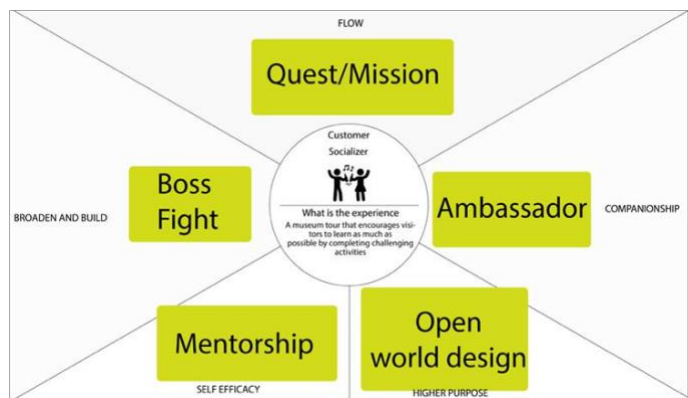 FLOW
Quest/Mission
Customer
Socializer
What is the experience
A museum tour that encourages visi-
tors to learn as much as
possible by completing challenging
activities
BROADEN AND BUILD
Boss
Fight
Ambassador
COMPANIONSHIP
Mentorship
SELF EFFICACY
Open
world design
HIGHER PURPOSE